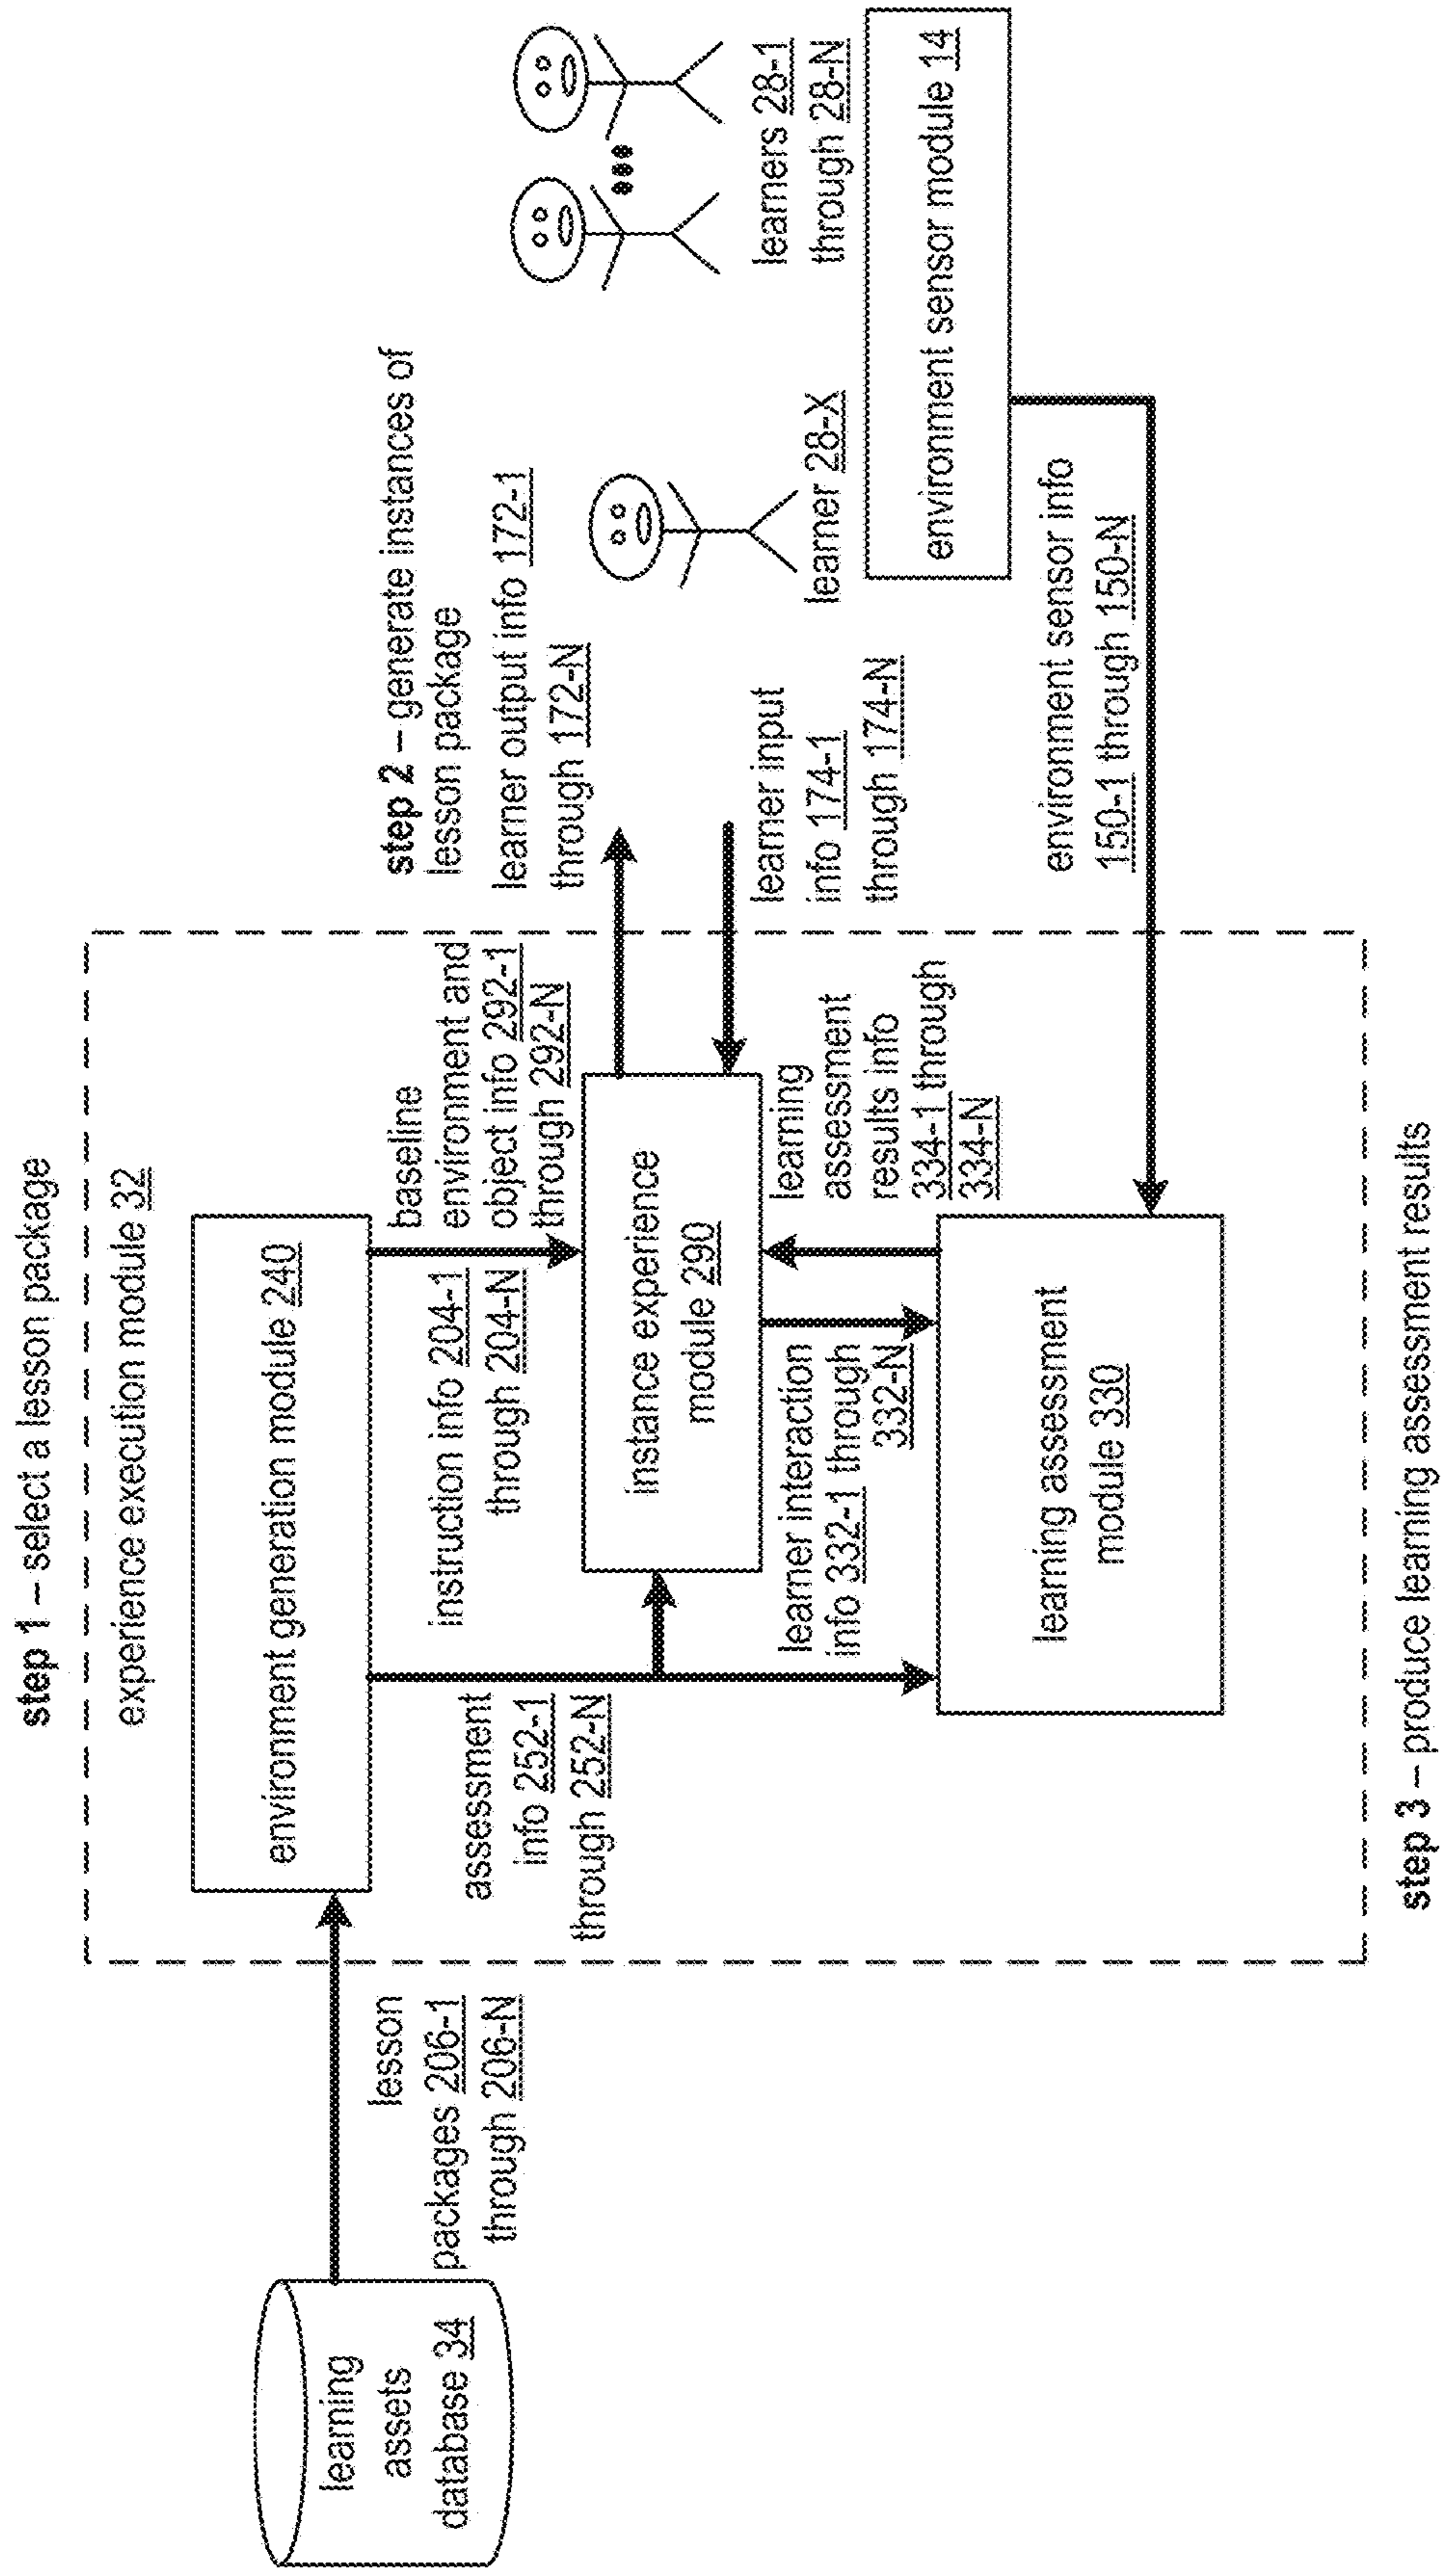 step 1 – select a lesson package
experience execution module 32
learning
assets
database 34
lesson
packages 206-1
through 206-N
environment generation module 240
assessment
info 252-1
through 252-N
instruction info 204-1
through 204-N
baseline
environment and
object info 292-1
through 292-N
instance experience
module 290
learner interaction
info 332-1 through
332-N
learning
assessment
results info
334-1 through
334-N
learning assessment
module 330
step 2 – generate instances of
lesson package
learner output info 172-1
through 172-N
learner input
info 174-1
through 174-N
learner 28-X
learners 28-1
through 28-N
environment sensor module 14
environment sensor info
150-1 through 150-N
step 3 – produce learning assessment results